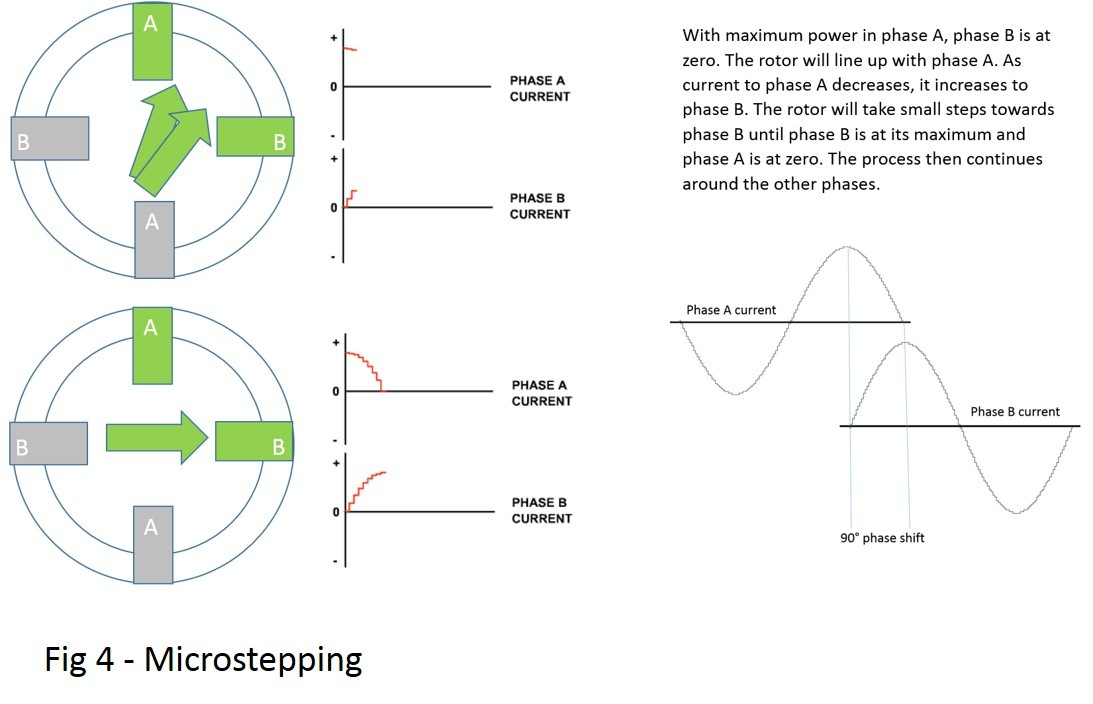 A
B
B
A
+
0
-
PHASE A
CURRENT
+
0
-
PHASE B
CURRENT
A
B
B
A
+
0
-
PHASE A
CURRENT
+
0
-
PHASE B
CURRENT
With maximum power in phase A, phase B is at
zero. The rotor will line up with phase A. As
current to phase A decreases, it increases to
phase B. The rotor will take small steps towards
phase B until phase B is at its maximum and
phase A is at zero. The process then continues
around the other phases.
Phase A current
Phase B current
90° phase shift
Fig 4 - Microstepping